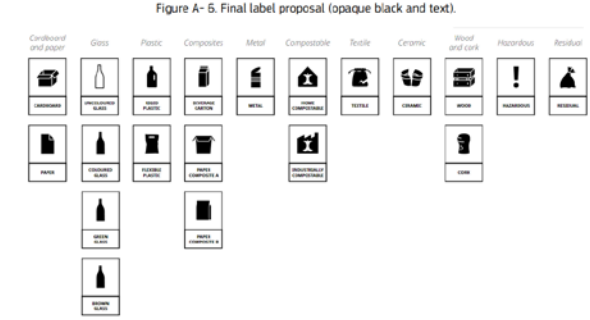 Figure A- 6. Final label proposal (opaque black and text).
Cardboard and paper
Glass
Plastic
Composites
Metal
Compostable
Textile
Ceramic
Wood and cork
Hazardous
Residual
CARDBOARD
UNCOLOURED GLASS
RIGID PLASTIC
BEVERAGE CARTON
METAL
HOME COMPOSTABLE
TEXTILE
CERAMIC
WOOD
HAZARDOUS
RESIDUAL
PAPER
COLOURED GLASS
FLEXIBLE PLASTIC
PAPER COMPOSITE A
INDUSTRIALLY COMPOSTABLE
CORK
GREEN GLASS
PAPER COMPOSITE B
BROWN GLASS